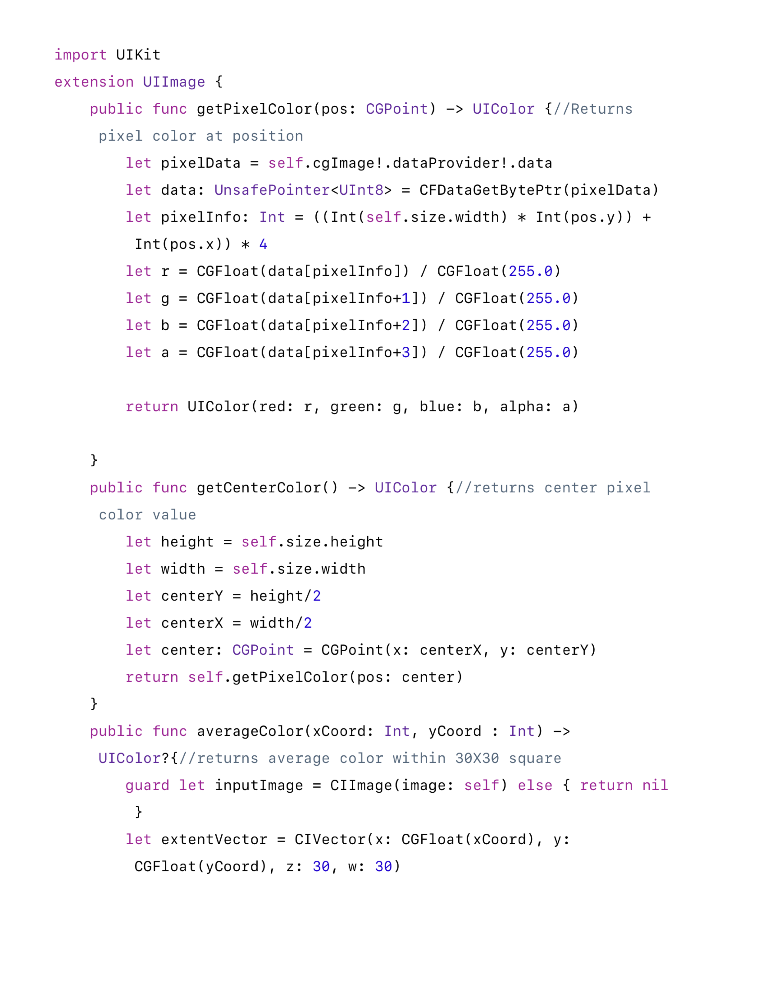 import UIKit
extension UIImage {
    public func getPixelColor(pos: CGPoint) -> UIColor {//Returns
     pixel color at position
        let pixelData = self.cgImage!.dataProvider!.data
        let data: UnsafePointer<UInt8> = CFDataGetBytePtr(pixelData)
        let pixelInfo: Int = ((Int(self.size.width) * Int(pos.y)) +
         Int(pos.x)) * 4
        let r = CGFloat(data[pixelInfo]) / CGFloat(255.0)
        let g = CGFloat(data[pixelInfo+1]) / CGFloat(255.0)
        let b = CGFloat(data[pixelInfo+2]) / CGFloat(255.0)
        let a = CGFloat(data[pixelInfo+3]) / CGFloat(255.0)

        return UIColor(red: r, green: g, blue: b, alpha: a)

    }
    public func getCenterColor() -> UIColor {//returns center pixel
     color value
        let height = self.size.height
        let width = self.size.width
        let centerY = height/2
        let centerX = width/2
        let center: CGPoint = CGPoint(x: centerX, y: centerY)
        return self.getPixelColor(pos: center)
    }
    public func averageColor(xCoord: Int, yCoord : Int) ->
     UIColor?{//returns average color within 30X30 square
        guard let inputImage = CIImage(image: self) else { return nil
         }
        let extentVector = CIVector(x: CGFloat(xCoord), y:
         CGFloat(yCoord), z: 30, w: 30)